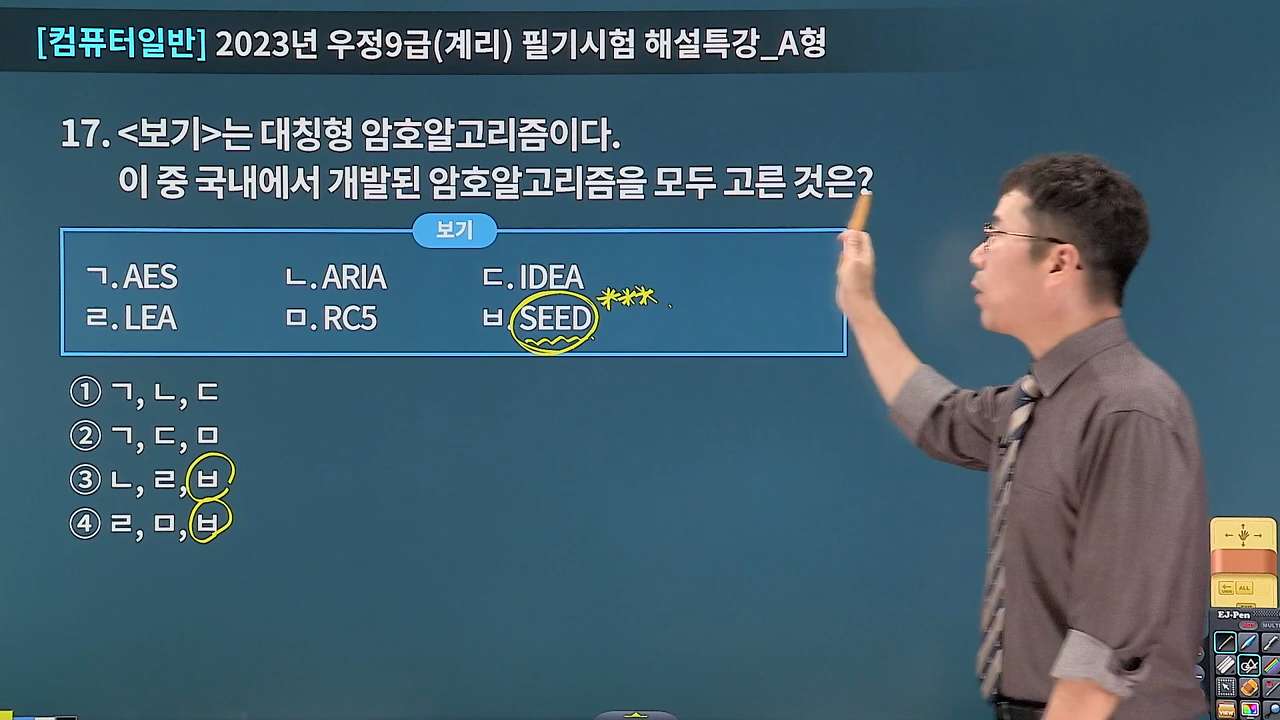 [컴퓨터일반] 2023년 우정9급(계리) 필기시험 해설특강_A형
17. <보기>는 대칭형 암호알고리즘이다.
이 중 국내에서 개발된 암호알고리즘을 모두 고른 것은?
보기
ㄱ. AES ㄴ. ARIA ㄷ. IDEA
ㄹ. LEA ㅁ. RC5 ㅂ. SEED ***
① ㄱ, ㄴ, ㄷ
② ㄱ, ㄷ, ㅁ
③ ㄴ, ㄹ, ㅂ
④ ㄹ, ㅁ, ㅂ
ALL
EJ-Pen
MULT
VIEW